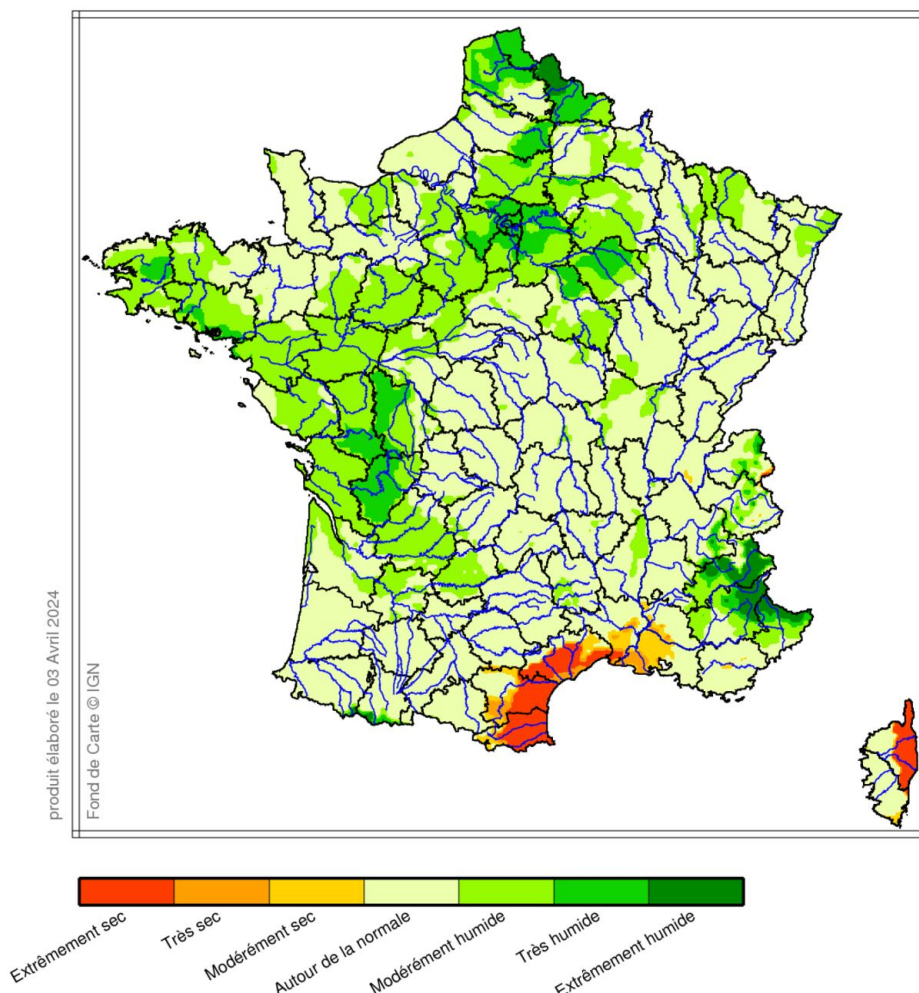 produit élaboré le 03 Avril 2024
Fond de Carte © IGN
Extrêmement sec
Très sec
Modérément sec
Autour de la normale
Modérément humide
Très humide
Extrêmement humide